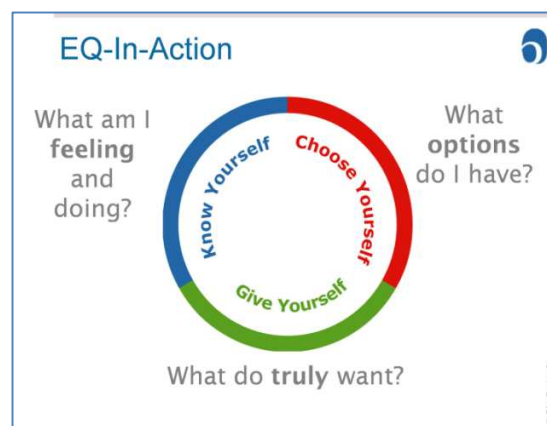 EQ-In-Action
What am I
feeling
and
doing?
Know Yourself
Choose Yourself
Give Yourself
What
options
do I have?
What do truly want?